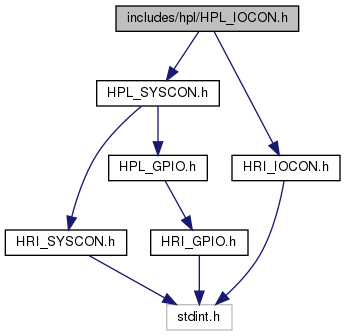 includes/hpl/HPL_IOCON.h
HPL_SYSCON.h
HPL_GPIO.h
HRI_IOCON.h
HRI_SYSCON.h
HRI_GPIO.h
stdint.h